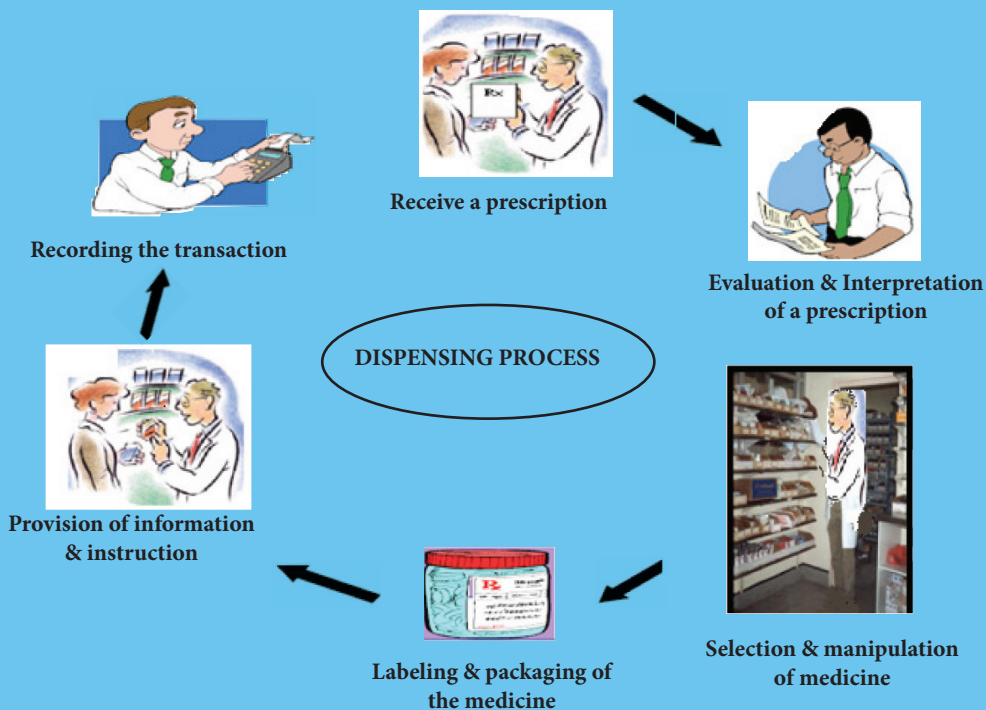 Rx
Receive a prescription
Evaluation & Interpretation
of a prescription
Selection & manipulation
of medicine
Labeling & packaging of
the medicine
Provision of information
& instruction
Recording the transaction
DISPENSING PROCESS